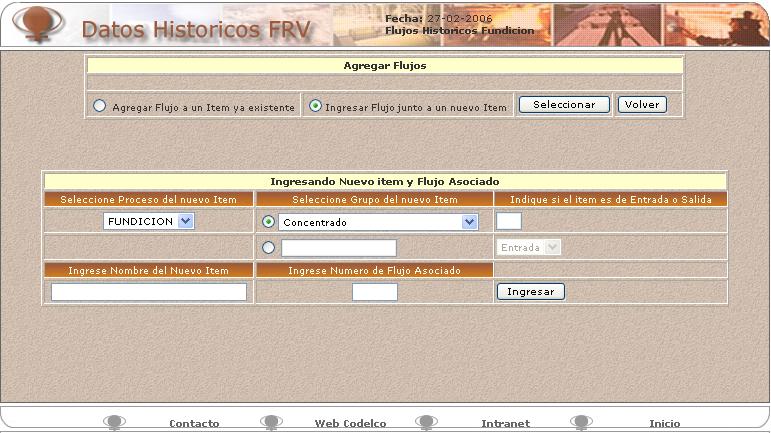 Datos Historicos FRV
Fecha: 27-02-2006
Flujos Historicos Fundicion
Agregar Flujos
Agregar Flujo a un Item ya existente Ingresar Flujo junto a un nuevo Item Seleccionar Volver
Ingresando Nuevo item y Flujo Asociado
Seleccione Proceso del nuevo Item Seleccione Grupo del nuevo Item Indique si el item es de Entrada o Salida
FUNDICION Concentrado
Entrada
Ingrese Nombre del Nuevo Item Ingrese Numero de Flujo Asociado
Ingresar
Contacto Web Codelco Intranet Inicio